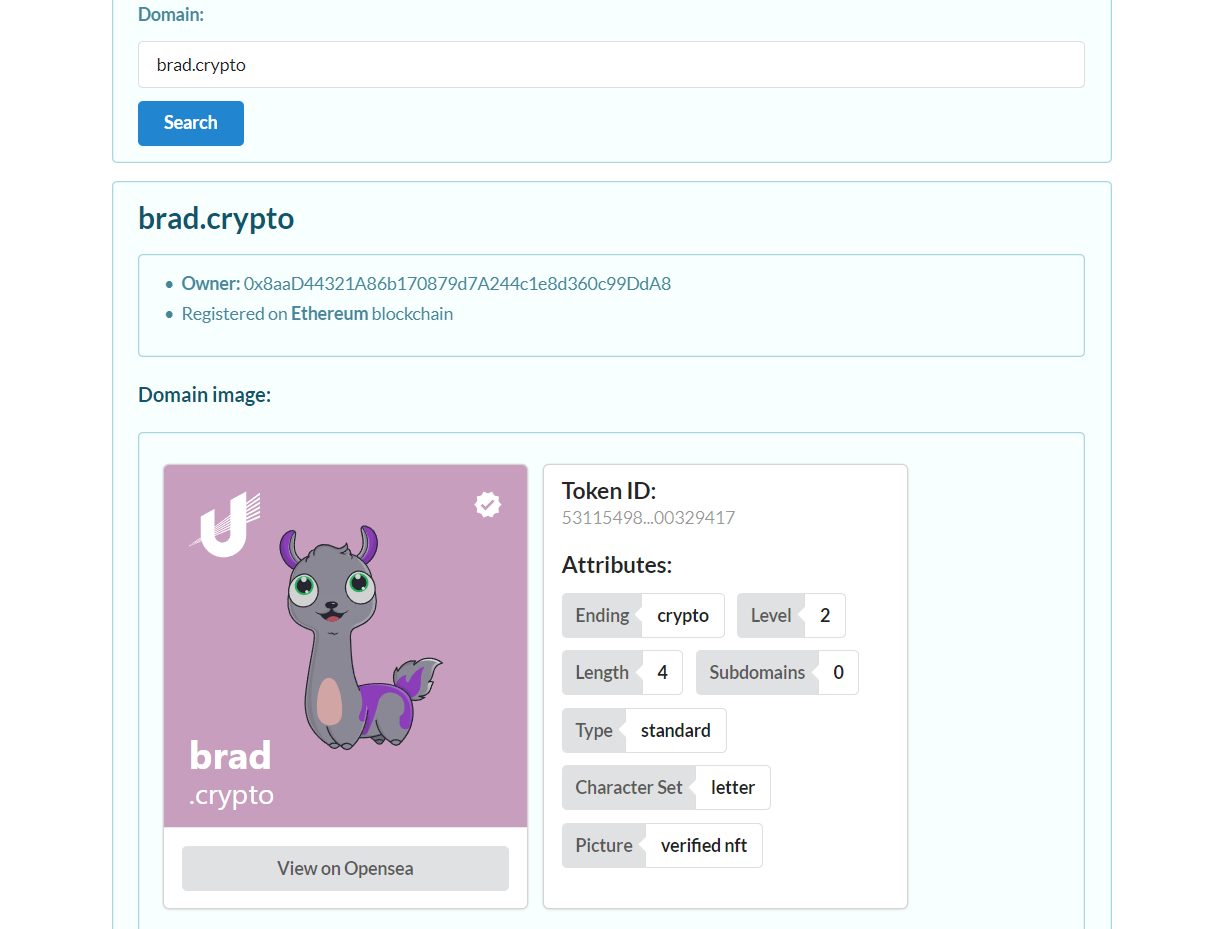 Domain:
brad.crypto
Search
brad.crypto
Owner: 0x8aaD44321A86b170879d7A244c1e8d360c99DdA8
Registered on Ethereum blockchain
Domain image:
brad
.crypto
View on Opensea
Token ID:
53115498...00329417
Attributes:
Ending crypto Level 2
Length 4 Subdomains 0
Type standard
Character Set letter
Picture verified nft